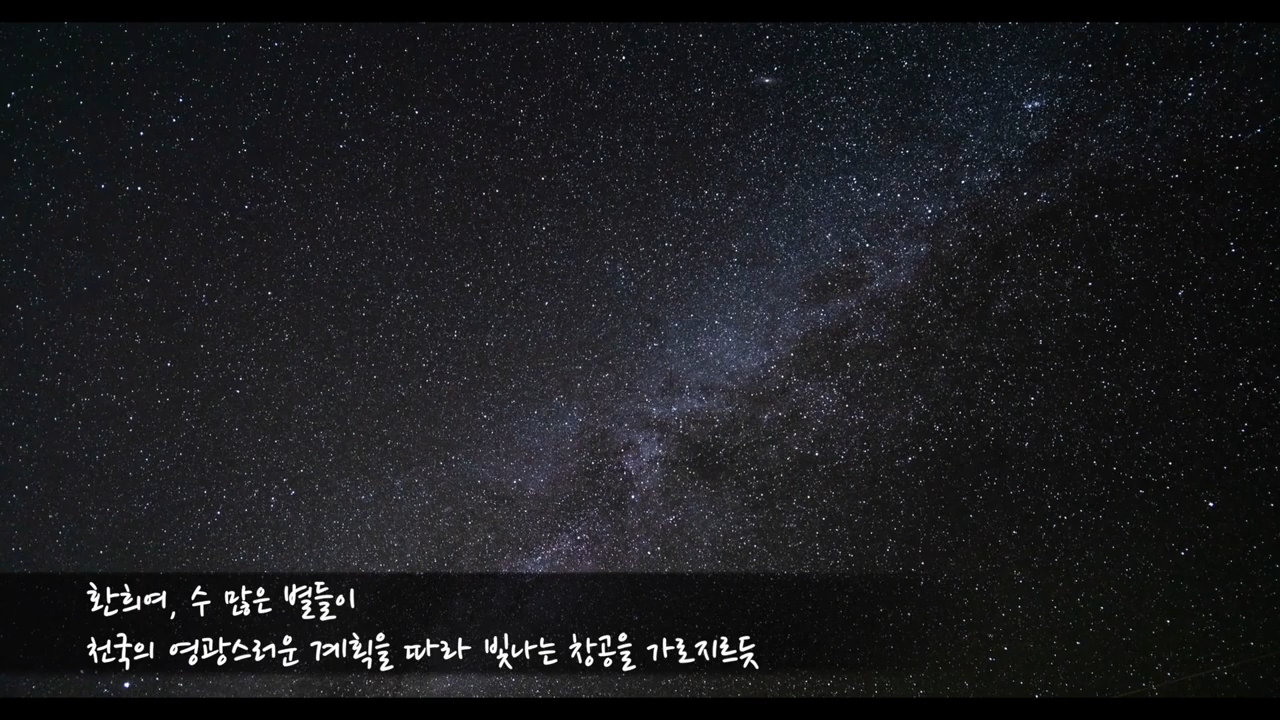 환희여, 수 많은 별들이
천국의 영광스러운 계획을 따라 빛나는 창공을 가로지르듯